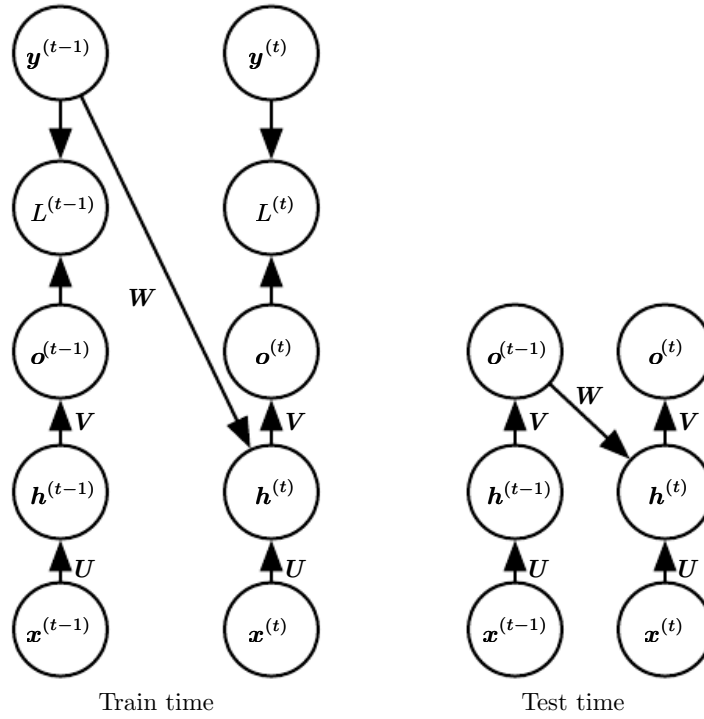 y^(t−1) y^(t)
L^(t−1) L^(t)
W
o^(t−1) o^(t) o^(t−1) o^(t)
W
V V V V
h^(t−1) h^(t) h^(t−1) h^(t)
U U U U
x^(t−1) x^(t) x^(t−1) x^(t)
Train time Test time